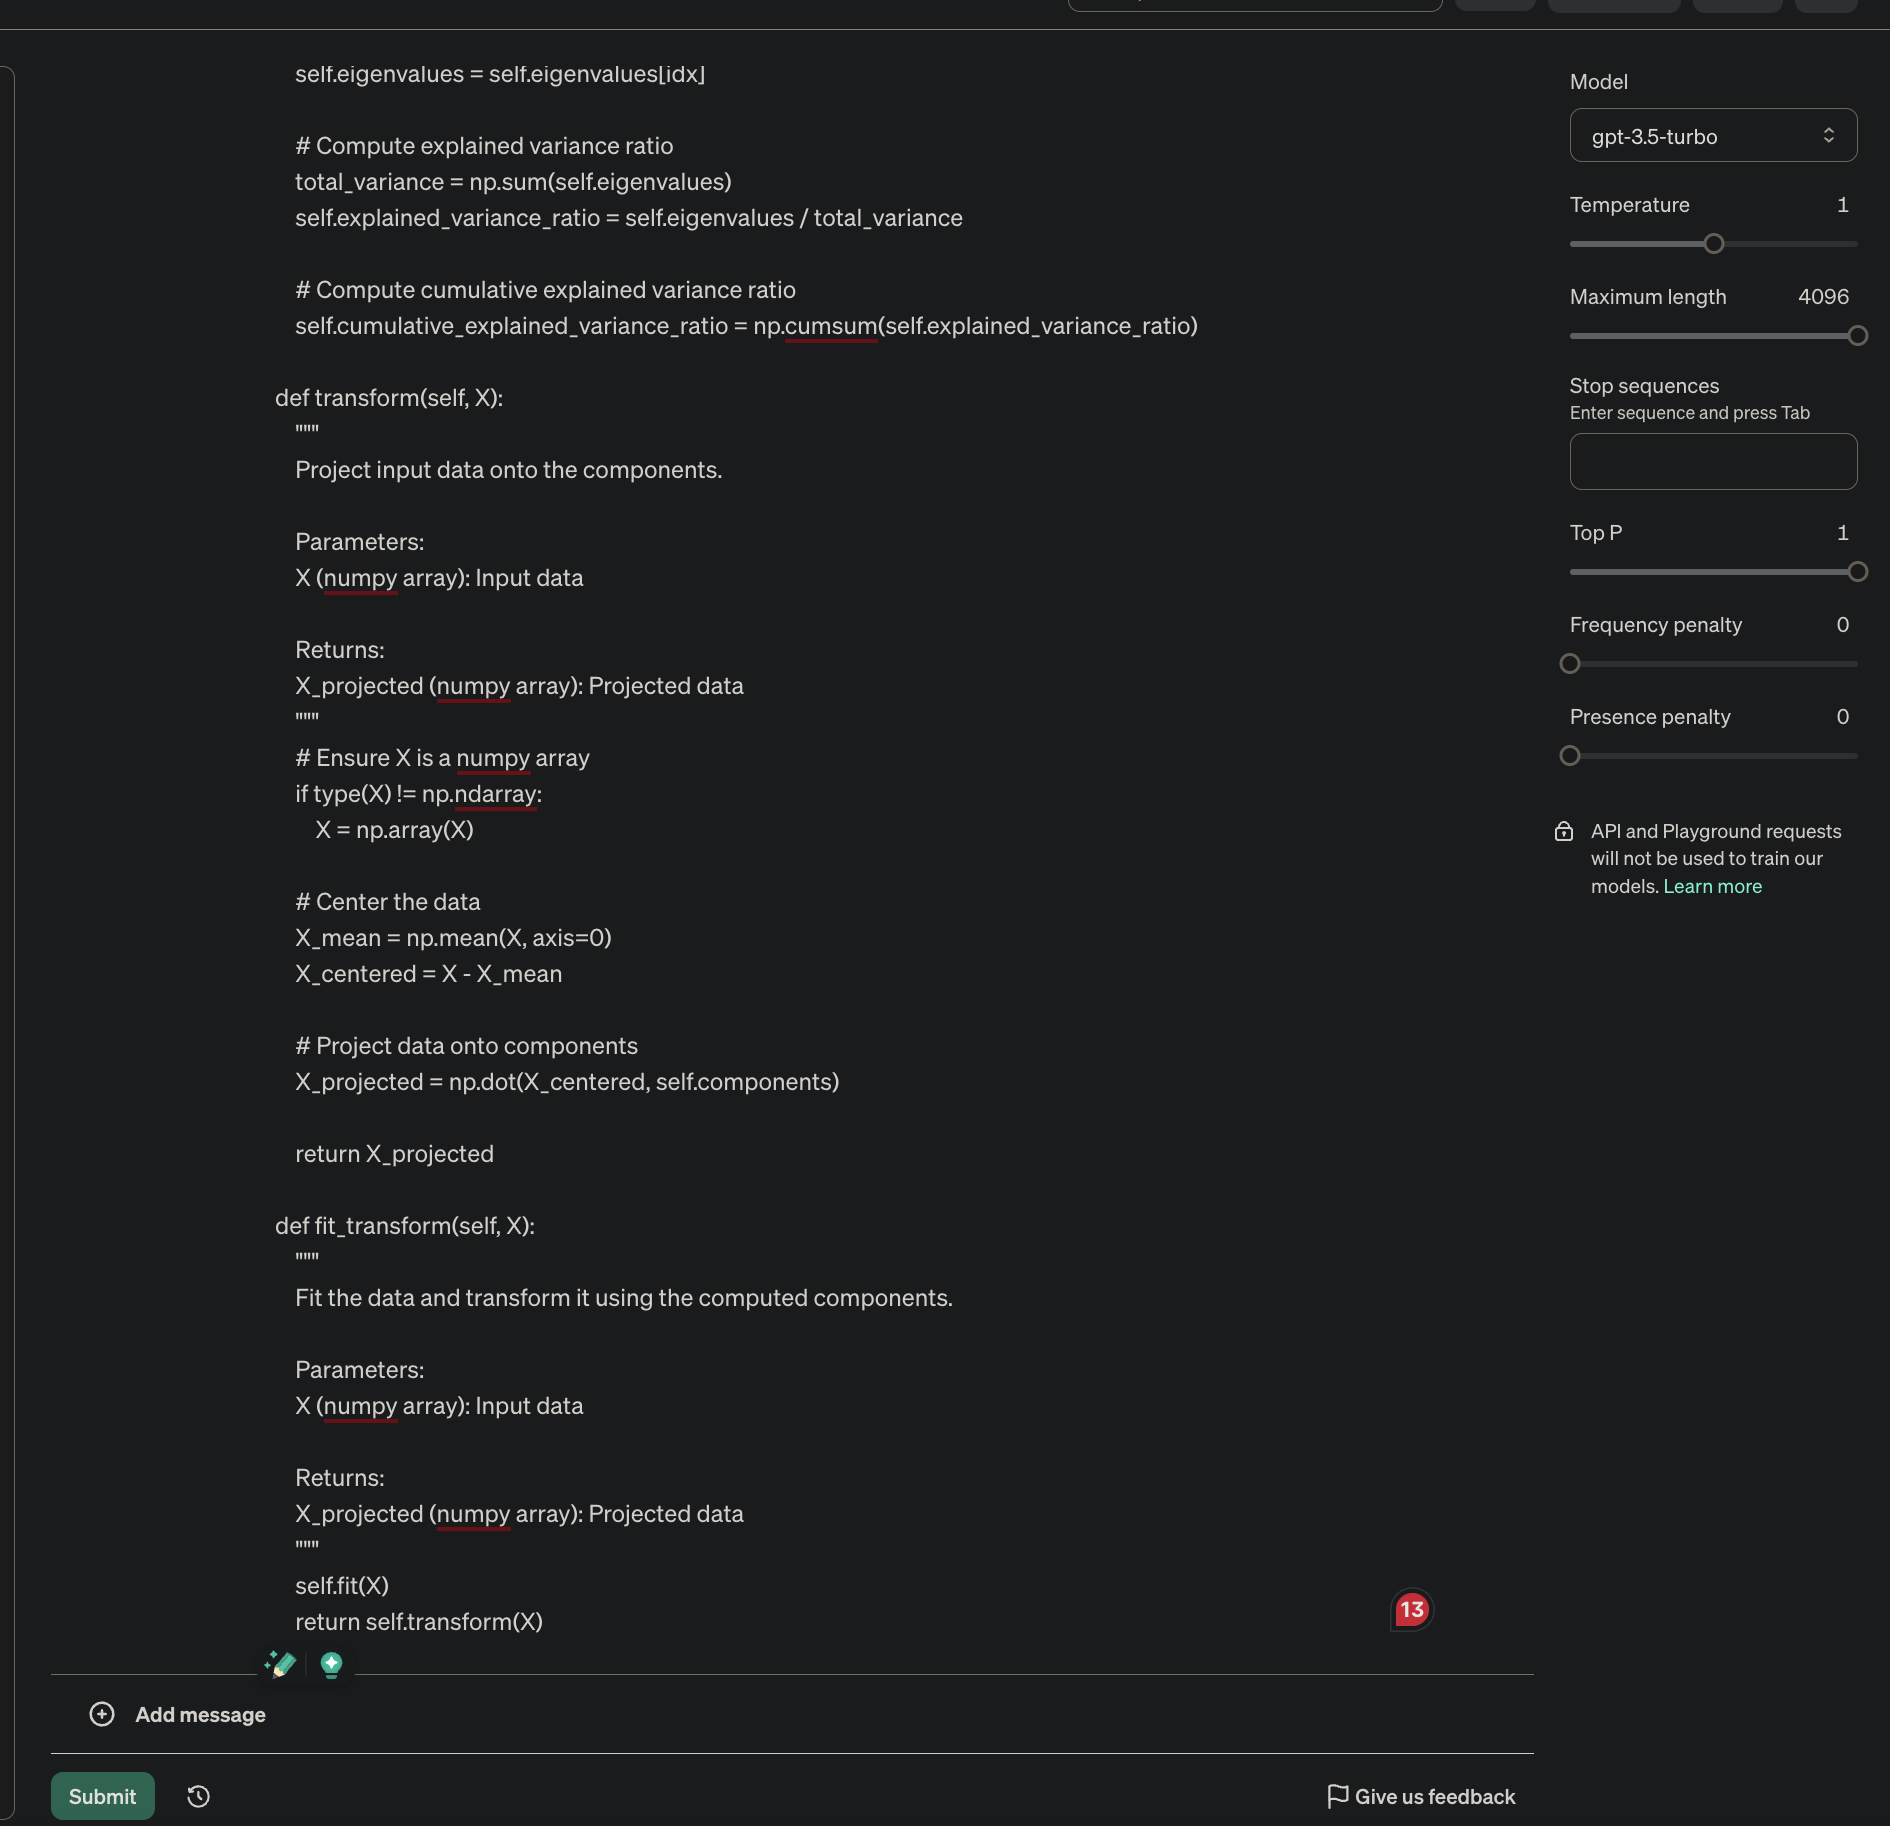 self.eigenvalues = self.eigenvalues[idx]
# Compute explained variance ratio
total_variance = np.sum(self.eigenvalues)
self.explained_variance_ratio = self.eigenvalues / total_variance
# Compute cumulative explained variance ratio
self.cumulative_explained_variance_ratio = np.cumsum(self.explained_variance_ratio)
def transform(self, X):
"""
Project input data onto the components.
Parameters:
X (numpy array): Input data
Returns:
X_projected (numpy array): Projected data
"""
# Ensure X is a numpy array
if type(X) != np.ndarray:
X = np.array(X)
# Center the data
X_mean = np.mean(X, axis=0)
X_centered = X - X_mean
# Project data onto components
X_projected = np.dot(X_centered, self.components)
return X_projected
def fit_transform(self, X):
"""
Fit the data and transform it using the computed components.
Parameters:
X (numpy array): Input data
Returns:
X_projected (numpy array): Projected data
"""
self.fit(X)
return self.transform(X)
13
Add message
Submit
Give us feedback
Model
gpt-3.5-turbo
Temperature 1
Maximum length 4096
Stop sequences
Enter sequence and press Tab
Top P 1
Frequency penalty 0
Presence penalty 0
API and Playground requests
will not be used to train our
models. Learn more